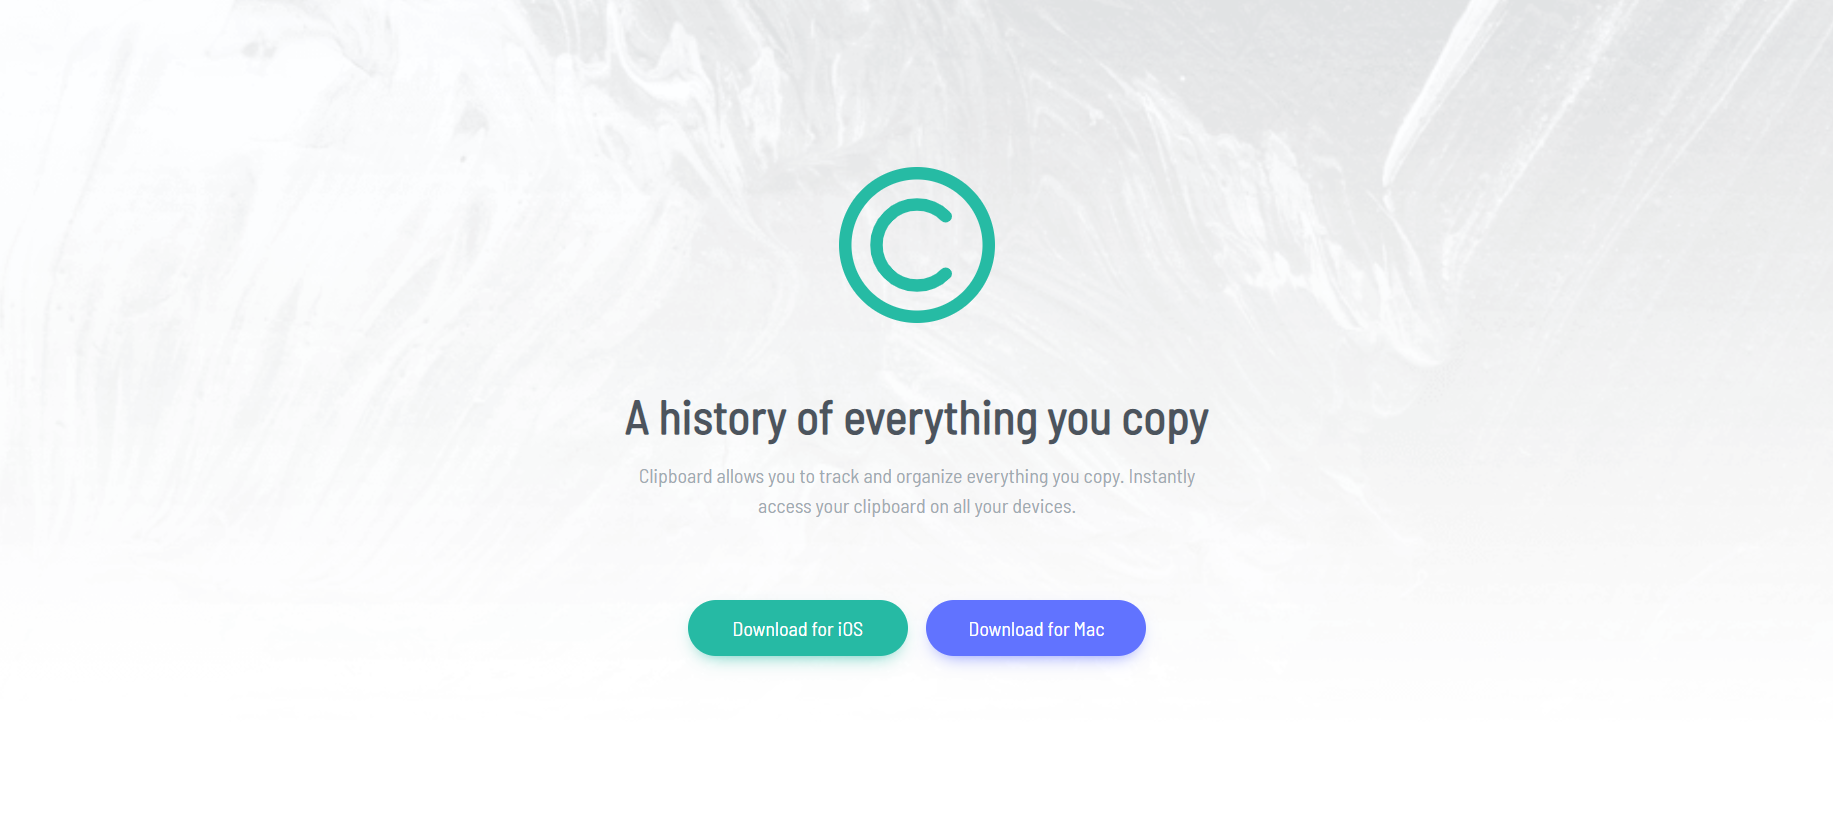 A history of everything you copy
Clipboard allows you to track and organize everything you copy. Instantly
access your clipboard on all your devices.
Download for iOS
Download for Mac